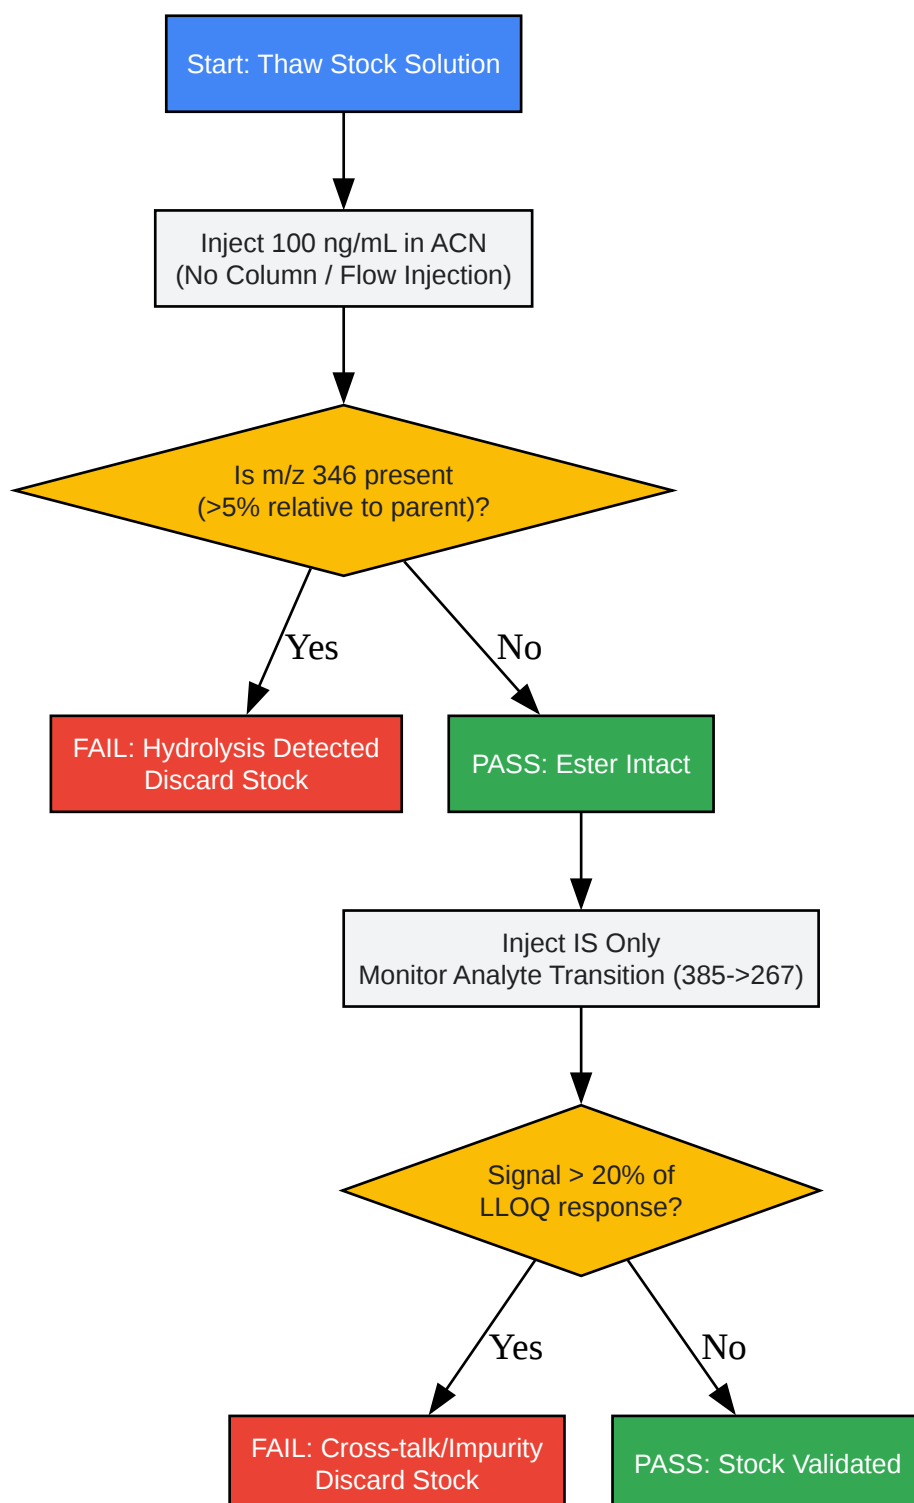 Start: Thaw Stock Solution
Inject 100 ng/mL in ACN
(No Column / Flow Injection)
Is m/z 346 present
(>5% relative to parent)?
Yes
No
FAIL: Hydrolysis Detected
Discard Stock
PASS: Ester Intact
Inject IS Only
Monitor Analyte Transition (385->267)
Signal > 20% of
LLOQ response?
Yes
No
FAIL: Cross-talk/Impurity
Discard Stock
PASS: Stock Validated